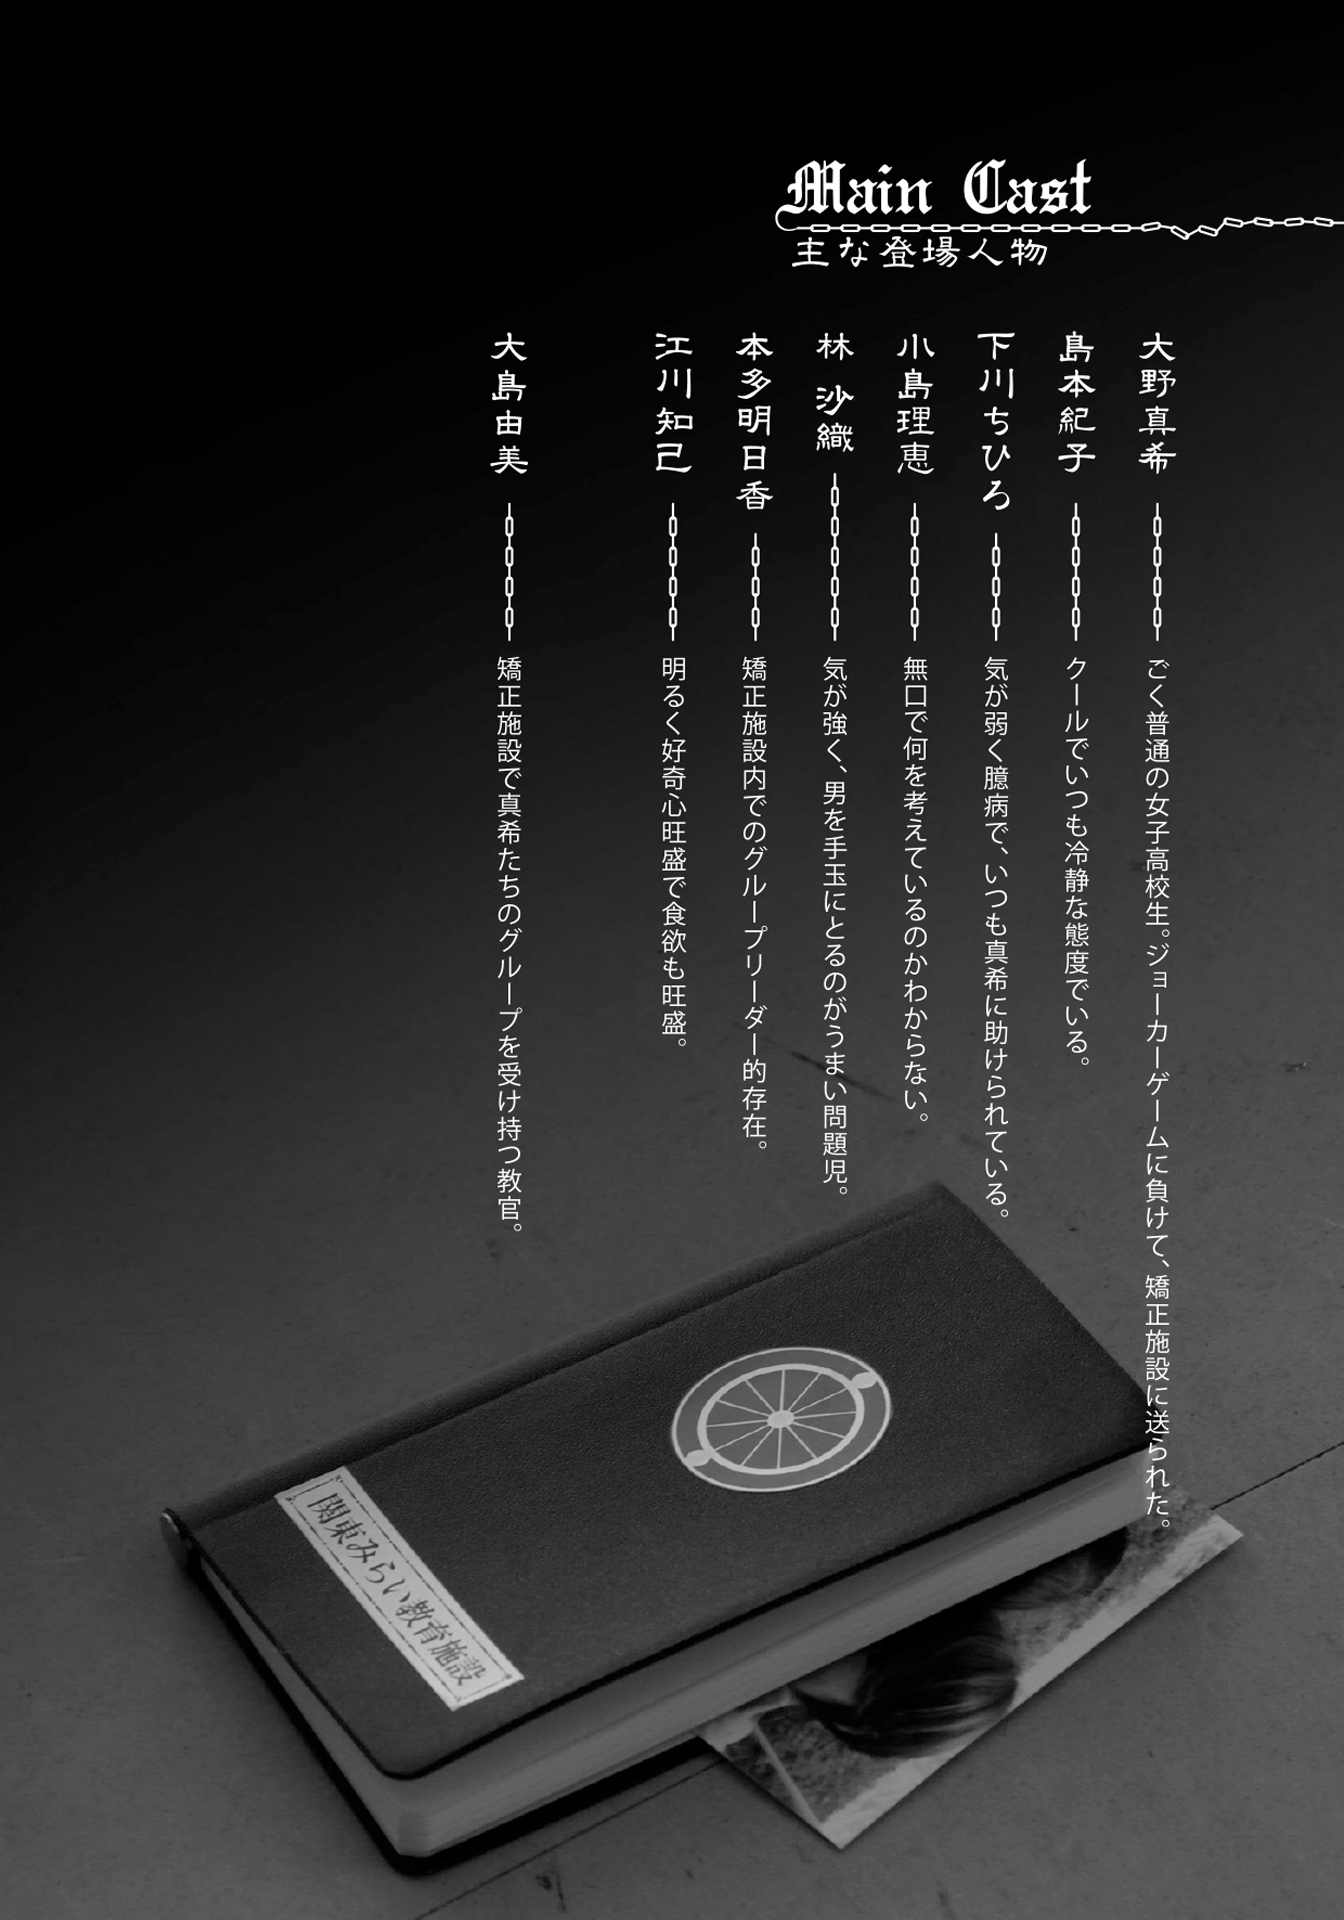 Main Cast
主な登場人物
大野真希
ごく普通の女子高校生。ジョーカーゲームに負けて、矯正施設に送られた。
島本紀子
クールでいつも冷静な態度でいる。
下川ちひろ
気が弱く臆病で、いつも真希に助けられている。
小島理恵
無口で何を考えているのかわからない。
林 沙織
気が強く、男を手玉にとるのがうまい問題児。
本多明日香
矯正施設内でのグループリーダー的存在。
江川知己
明るく好奇心旺盛で食欲も旺盛。
大島由美
矯正施設で真希たちのグループを受け持つ教官。
関東みらい教育施設